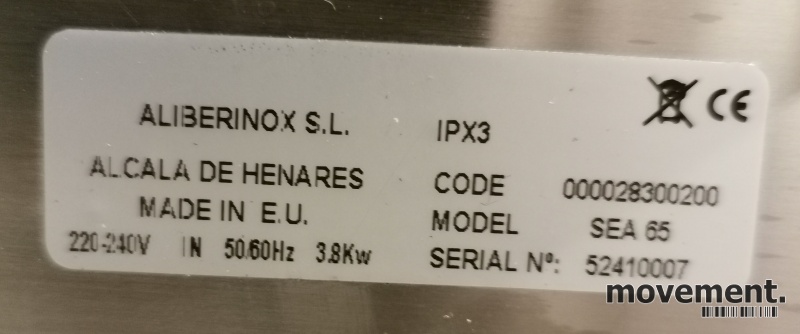 ALIBERINOX S.L.
ALCALA DE HENARES
MADE IN E.U.
220-240V IN 50/60Hz 3.8Kw
IPX3
CE
CODE 000028300200
MODEL SEA 65
SERIAL Nº: 52410007
movement.